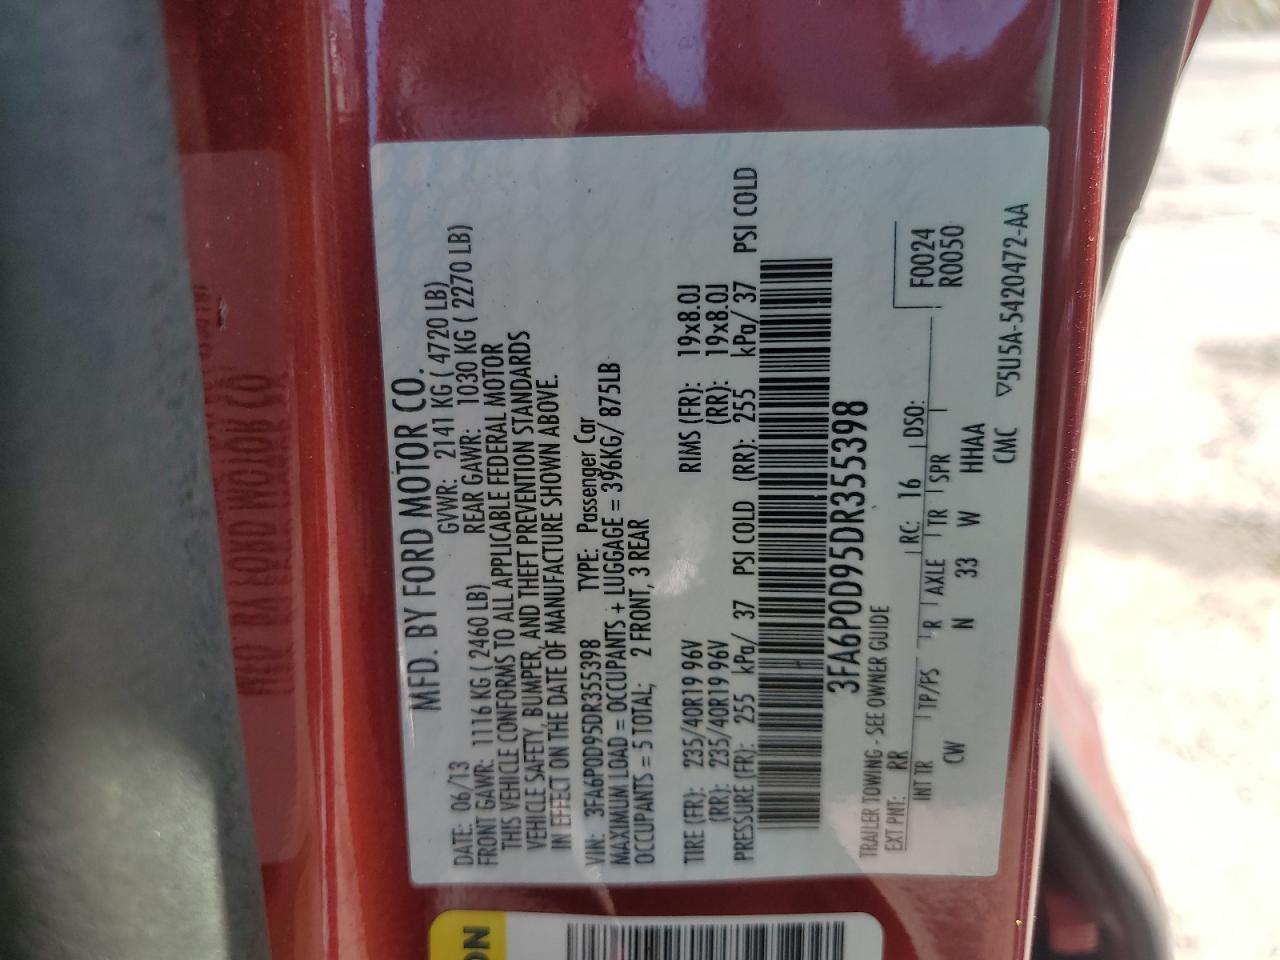 MFD. BY FORD MOTOR CO.
DATE: 06/13 GVWR: 2141 KG ( 4720 LB)
FRONT GAWR: 1116 KG ( 2460 LB) REAR GAWR: 1030 KG ( 2270 LB)
THIS VEHICLE CONFORMS TO ALL APPLICABLE FEDERAL MOTOR
VEHICLE SAFETY, BUMPER, AND THEFT PREVENTION STANDARDS
IN EFFECT ON THE DATE OF MANUFACTURE SHOWN ABOVE.
VIN: 3FA6P0D95DR355398 TYPE: Passenger Car
MAXIMUM LOAD = OCCUPANTS + LUGGAGE = 396KG/ 875LB
OCCUPANTS = 5 TOTAL; 2 FRONT, 3 REAR
TIRE (FR): 235/40R19 96V RIMS (FR): 19x8.0J
(RR): 235/40R19 96V (RR): 19x8.0J
PRESSURE (FR): 255 kPa/ 37 PSI COLD (RR): 255 kPa/ 37 PSI COLD
3FA6P0D95DR355398
TRAILER TOWING - SEE OWNER GUIDE
EXT PNT: RR RC: 16 DSO: F0024
INT TR TP/PS R AXLE TR SPR R0050
CW N 33 W HHAA
CMC ▽5U5A-5420472-AA
ON